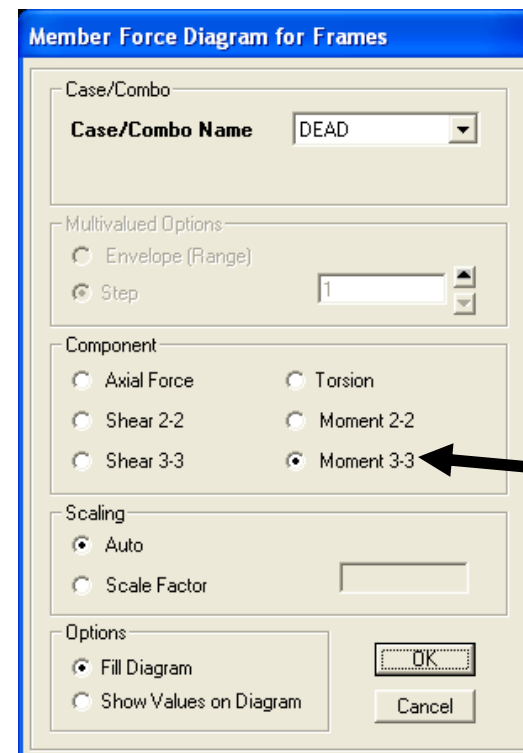 Member Force Diagram for Frames
Case/Combo
Case/Combo Name DEAD
Multivalued Options
Envelope (Range)
Step 1
Component
Axial Force Torsion
Shear 2-2 Moment 2-2
Shear 3-3 Moment 3-3
Scaling
Auto
Scale Factor
Options
Fill Diagram OK
Show Values on Diagram Cancel